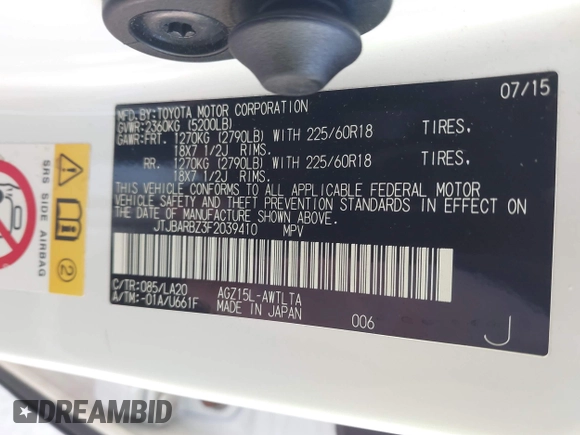 07/15
MFD.BY:TOYOTA MOTOR CORPORATION
GVWR:2360KG (5200LB)
GAWR:FRT. 1270KG (2790LB) WITH 225/60R18 TIRES,
18X7 1/2J RIMS.
RR. 1270KG (2790LB) WITH 225/60R18 TIRES,
18X7 1/2J RIMS.
THIS VEHICLE CONFORMS TO ALL APPLICABLE FEDERAL MOTOR
VEHICLE SAFETY AND THEFT PREVENTION STANDARDS IN EFFECT ON
THE DATE OF MANUFACTURE SHOWN ABOVE.
JTJBARBZ3F2039410 MPV
C/TR:085/LA20 AGZ15L-AWTLTA
A/TM:-01A/U661F MADE IN JAPAN
006
J
SRS SIDE AIRBAG
2
DREAMBID